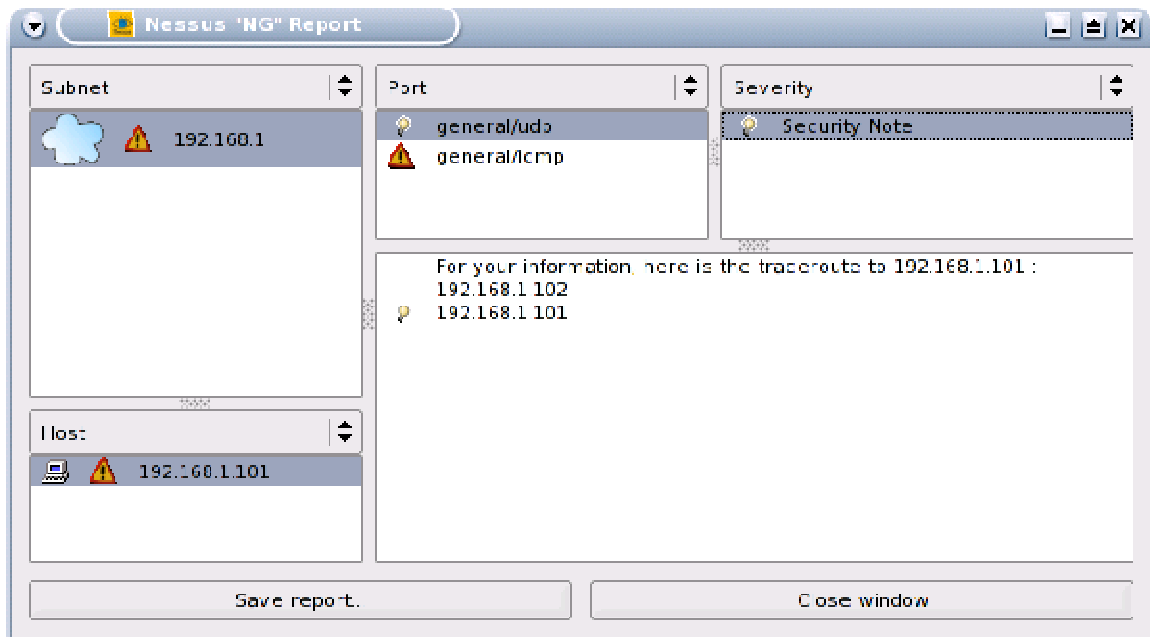 Nessus "NG" Report
Subnet
192.168.1
Port
general/udp
general/icmp
Severity
Security Note
For your information, here is the traceroute to 192.168.1.101 :
192.168.1.102
192.168.1.101
Host
192.168.1.101
Save report.
Close window